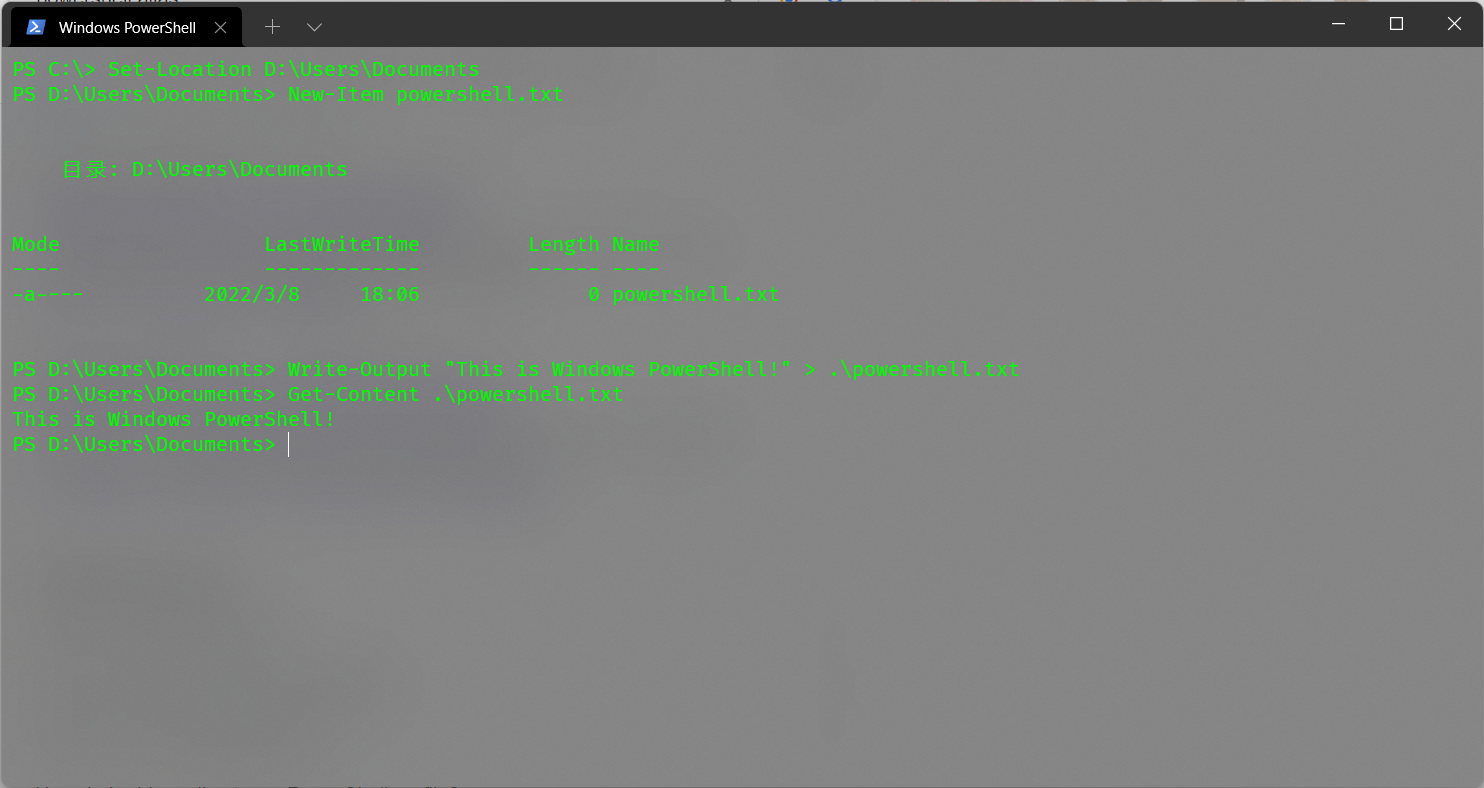 Windows PowerShell
PS C:\> Set-Location D:\Users\Documents
PS D:\Users\Documents> New-Item powershell.txt
目录: D:\Users\Documents
Mode                 LastWriteTime         Length Name
----                 -------------         ------ ----
-a----          2022/3/8     18:06              0 powershell.txt
PS D:\Users\Documents> Write-Output "This is Windows PowerShell!" > .\powershell.txt
PS D:\Users\Documents> Get-Content .\powershell.txt
This is Windows PowerShell!
PS D:\Users\Documents>